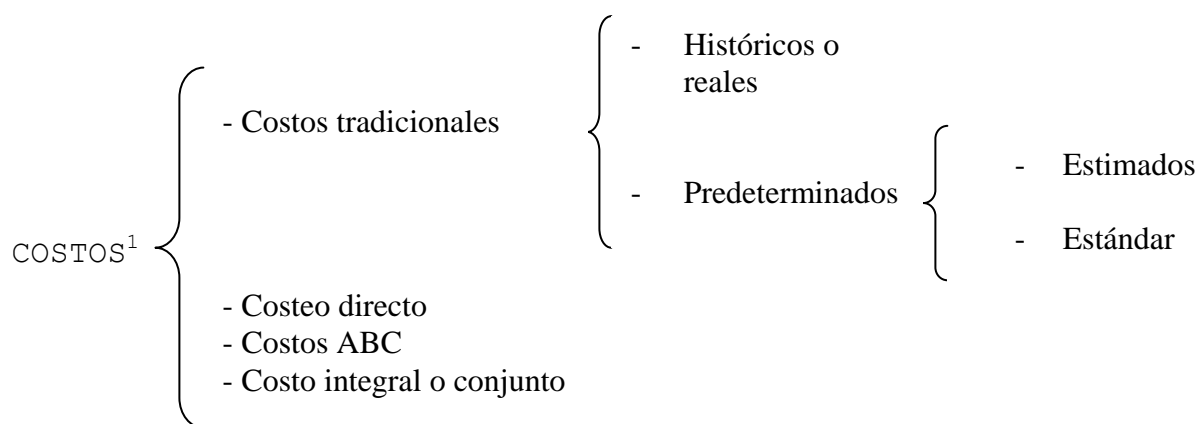 COSTOS¹
- Costos tradicionales
- Históricos o
reales
- Predeterminados
- Estimados
- Estándar
- Costeo directo
- Costos ABC
- Costo integral o conjunto